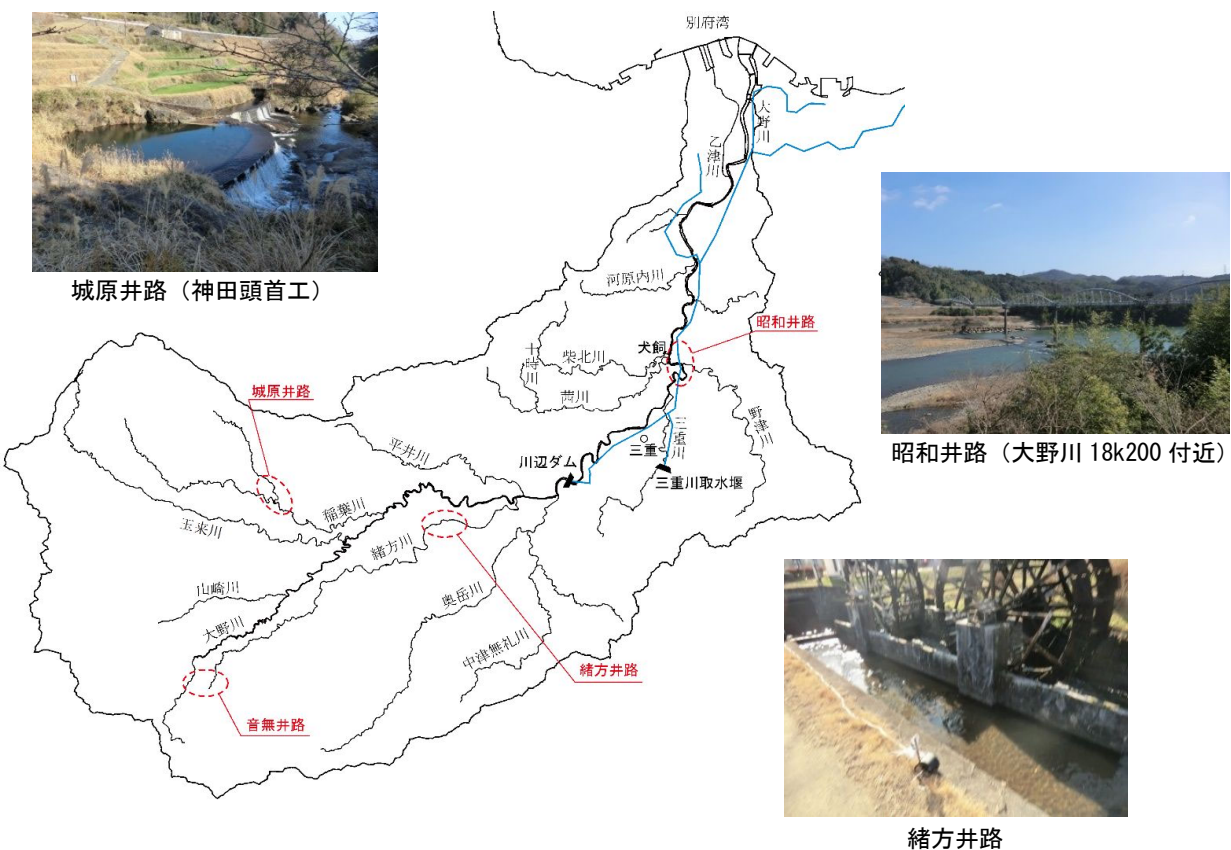 別府湾
大野川
乙津川
城原井路（神田頭首工）
河原内川
昭和井路
犬飼
柴北川
十時川
茜川
城原井路
昭和井路（大野川 18k200 付近）
野津川
三重川
平井川
三重
川辺ダム
三重川取水堰
稲葉川
玉来川
緒方川
山崎川
奥岳川
大野川
中津無礼川
緒方井路
音無井路
緒方井路